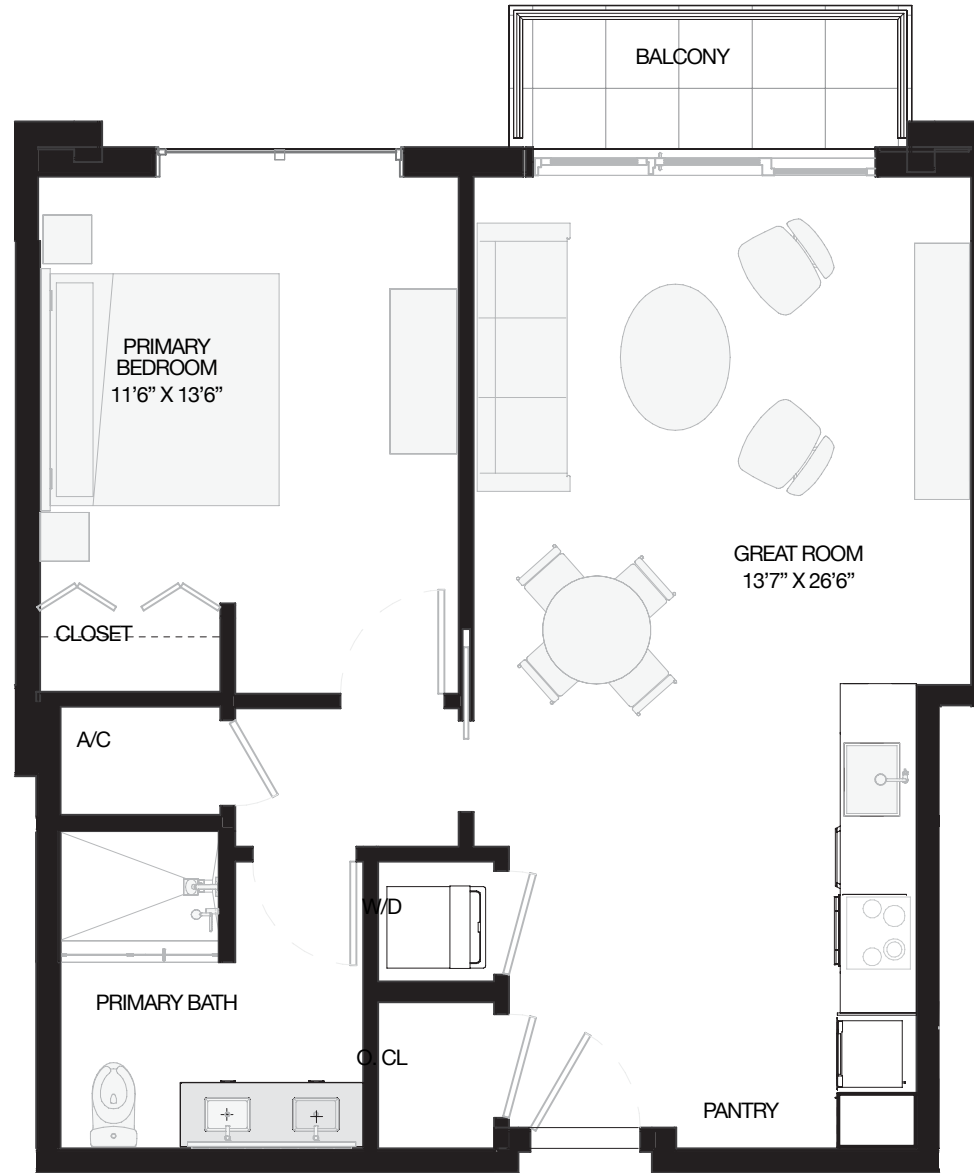 BALCONY
PRIMARY
BEDROOM
11'6” X 13'6”
GREAT ROOM
13'7” X 26'6”
CLOSET
A/C
W/D
PRIMARY BATH
O. CL
PANTRY